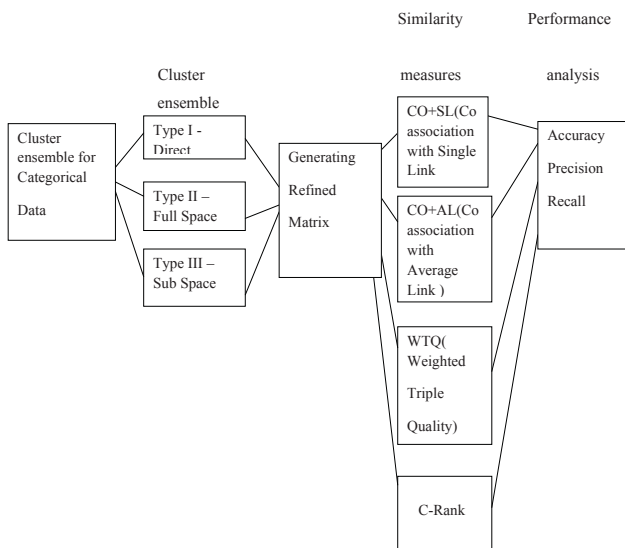 Similarity
measures
Performance
analysis
Cluster
ensemble
Cluster
ensemble for
Categorical
Data
Type I -
Direct
Type II –
Full Space
Type III –
Sub Space
Generating
Refined
Matrix
CO+SL(Co
association
with Single
Link
CO+AL(Co
association
with
Average
Link )
WTQ(
Weighted
Triple
Quality)
C-Rank
Accuracy
Precision
Recall